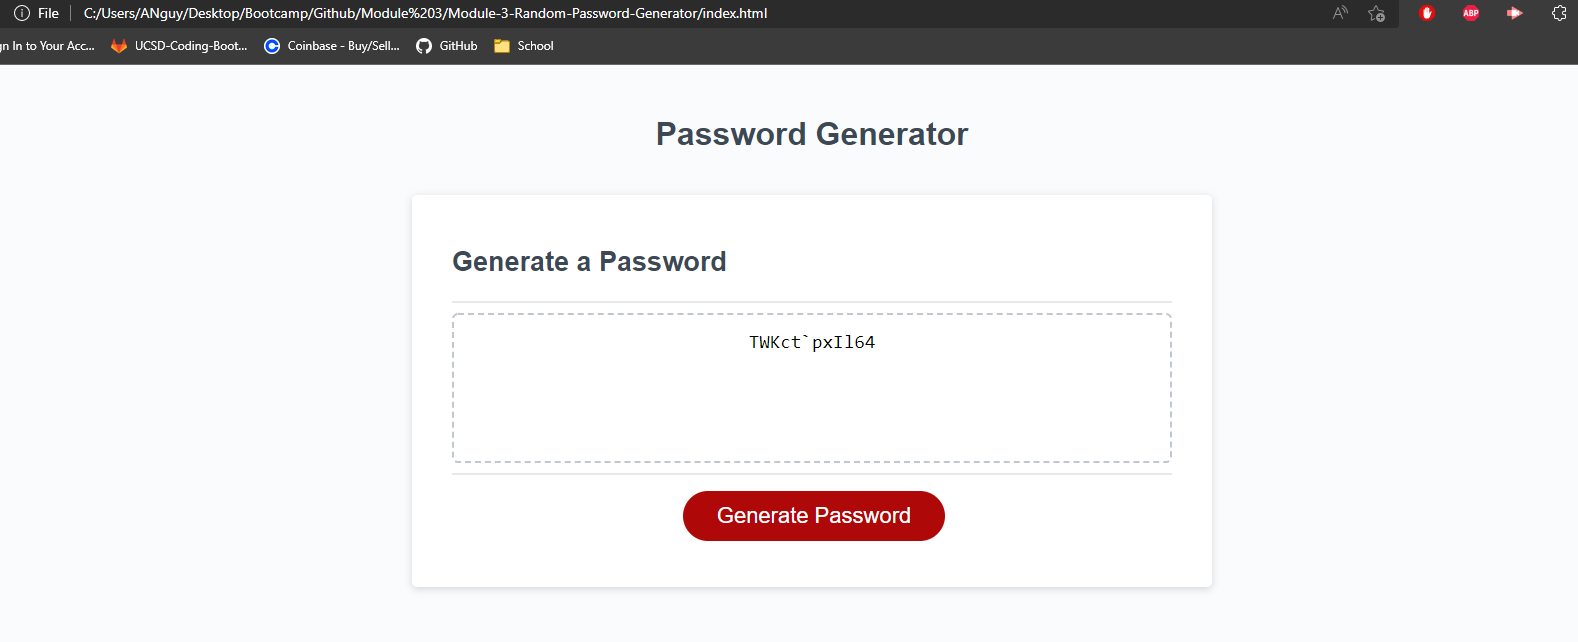 File C:/Users/ANguy/Desktop/Bootcamp/Github/Module%203/Module-3-Random-Password-Generator/index.html A ABP
n In to Your Acc... UCSD-Coding-Boot... Coinbase - Buy/Sell... GitHub School
Password Generator
Generate a Password
TWKct`pxIl64
Generate Password